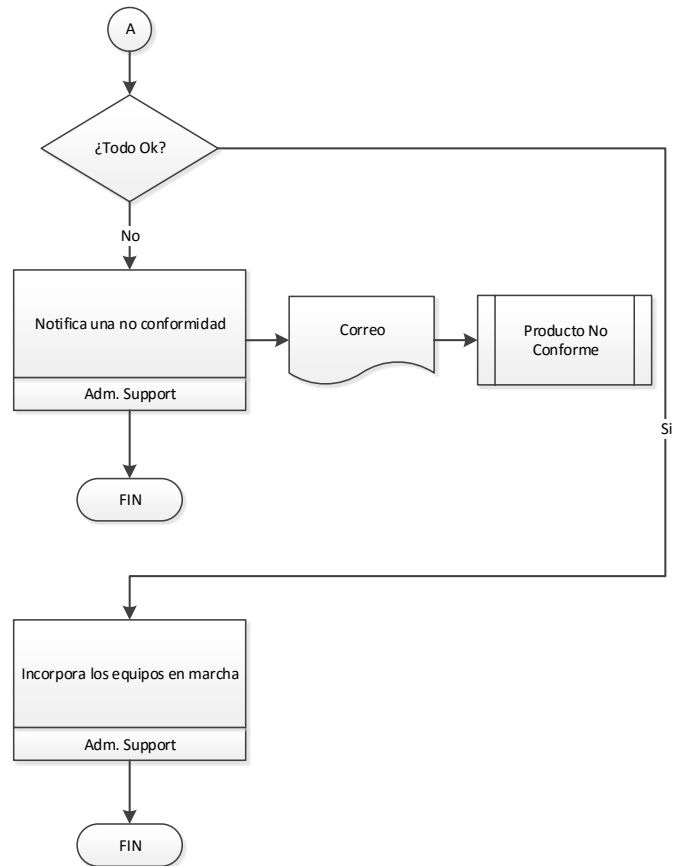 A
¿Todo Ok?
No
Notifica una no conformidad
Adm. Support
Correo
Producto No
Conforme
Si
FIN
Incorpora los equipos en marcha
Adm. Support
FIN